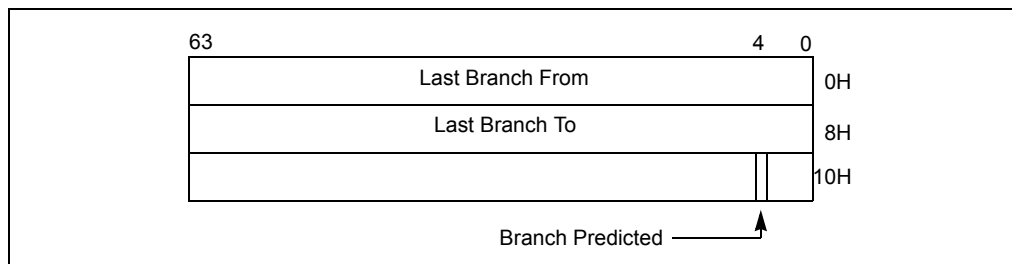 63 4 0
Last Branch From 0H
Last Branch To 8H
10H
Branch Predicted